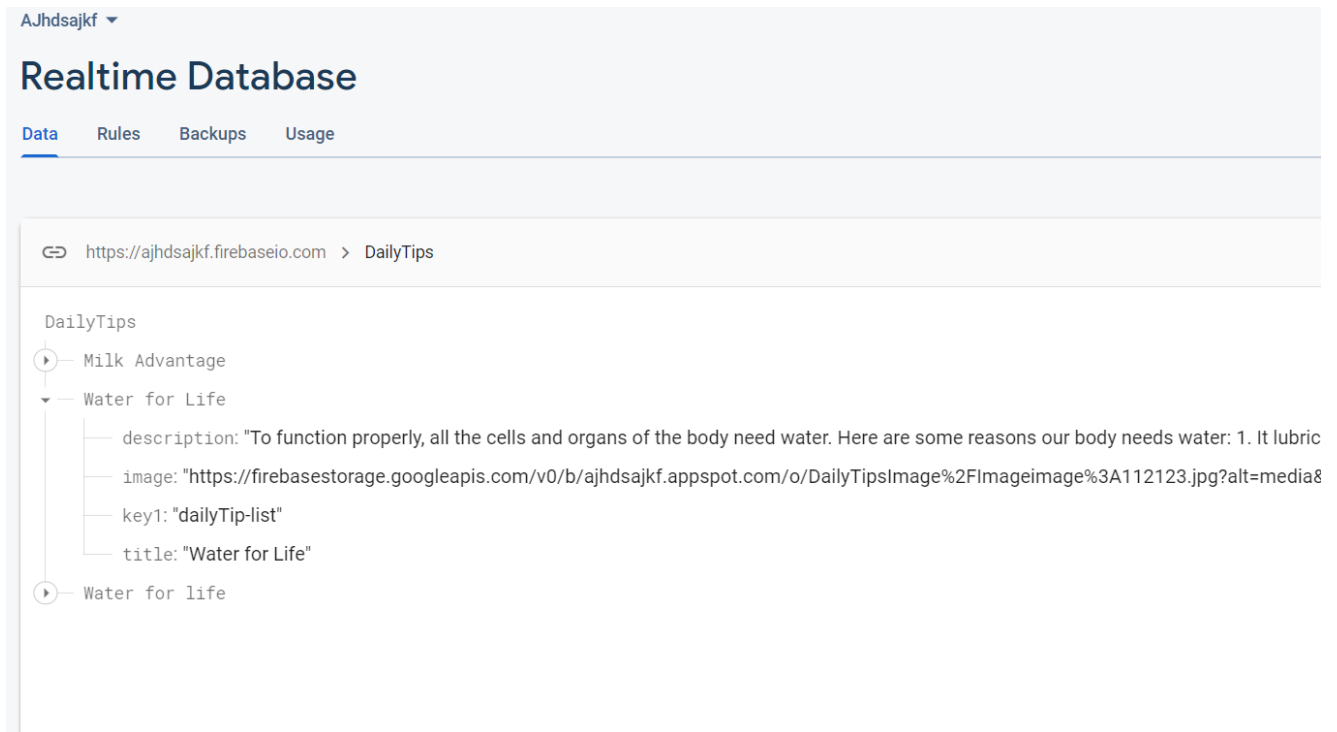 AJhdsajkf
Realtime Database
Data Rules Backups Usage
https://ajhdsajkf.firebaseio.com > DailyTips
DailyTips
Milk Advantage
Water for Life
description: "To function properly, all the cells and organs of the body need water. Here are some reasons our body needs water: 1. It lubric
image: "https://firebasestorage.googleapis.com/v0/b/ajhdsajkf.appspot.com/o/DailyTipsImage%2FImageimage%3A112123.jpg?alt=media&
key1: "dailyTip-list"
title: "Water for Life"
Water for life